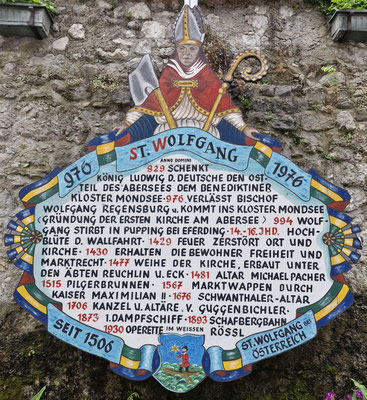 976
ST. WOLFGANG
1976
ANNO DOMINI
829 SCHENKT
KÖNIG LUDWIG D. DEUTSCHE DEN OST-
TEIL DES ABERSEES DEM BENEDIKTINER
KLOSTER MONDSEE·976 VERLÄSST BISCHOF
WOLFGANG REGENSBURG u. KOMMT INS KLOSTER MONDSEE
(GRÜNDUNG DER ERSTEN KIRCHE AM ABERSEE) 994 WOLF-
GANG STIRBT IN PUPPING BEI EFERDING. 14.-16.JHD. HOCH-
BLÜTE D. WALLFAHRT. 1429 FEUER ZERSTÖRT ORT UND
KIRCHE·1430 ERHALTEN DIE BEWOHNER FREIHEIT UND
MARKTRECHT·1477 WEIHE DER KIRCHE, ERBAUT UNTER
DEN ÄBTEN REUCHLIN U. ECK·1481 ALTAR MICHAEL PACHER
1515 PILGERBRUNNEN·1567 MARKTWAPPEN DURCH
KAISER MAXIMILIAN II·1676 SCHWANTHALER-ALTAR
1706 KANZEL U. ALTÄRE V. GUGGENBICHLER·
1873 I. DAMPFSCHIFF·1893 SCHAFBERGBAHN
1930 OPERETTE IM WEISSEN RÖSSL
SEIT 1506
ST. WOLFGANG BEI
ÖSTERREICH